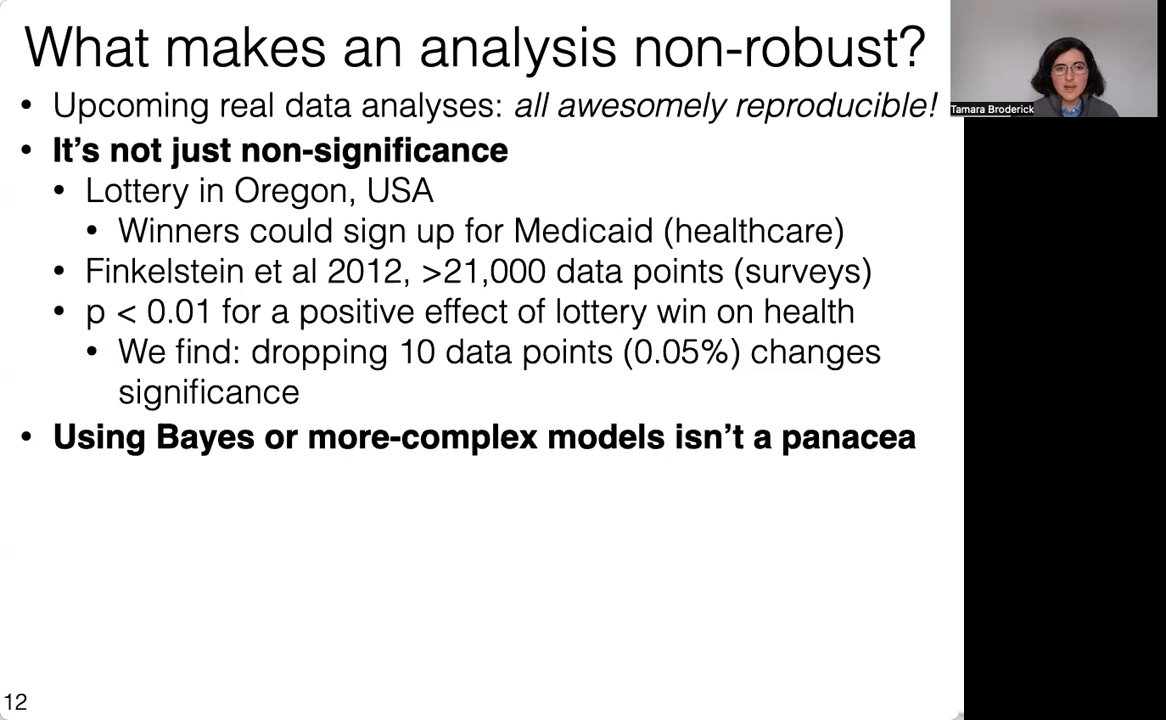 What makes an analysis non-robust?
• Upcoming real data analyses: all awesomely reproducible!
Tamara Broderick
• It's not just non-significance
• Lottery in Oregon, USA
• Winners could sign up for Medicaid (healthcare)
• Finkelstein et al 2012, >21,000 data points (surveys)
• p < 0.01 for a positive effect of lottery win on health
• We find: dropping 10 data points (0.05%) changes
significance
• Using Bayes or more-complex models isn't a panacea
12